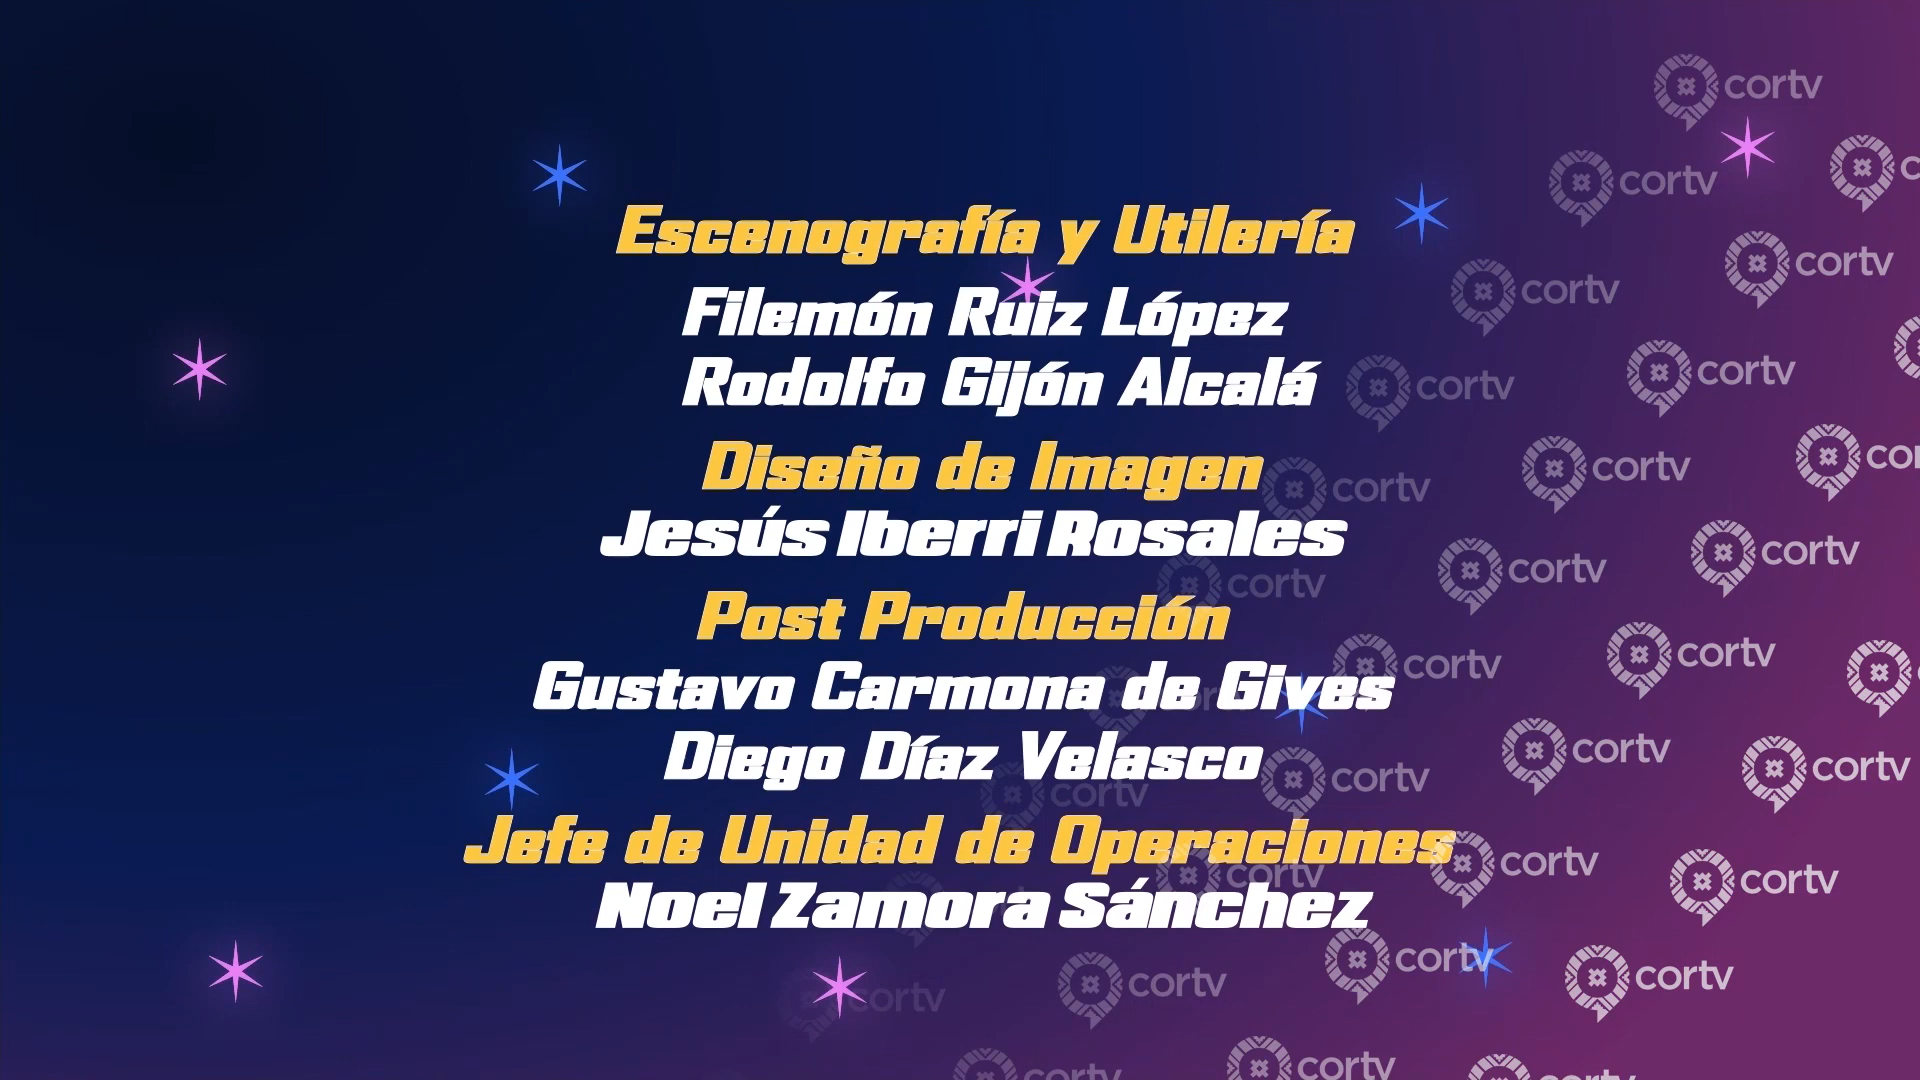 Escenografía y Utilería
Filemón Ruiz López
Rodolfo Gijón Alcalá
Diseño de Imagen
Jesús Iberri Rosales
Post Producción
Gustavo Carmona de Gives
Diego Díaz Velasco
Jefe de Unidad de Operaciones
Noel Zamora Sánchez
cortv